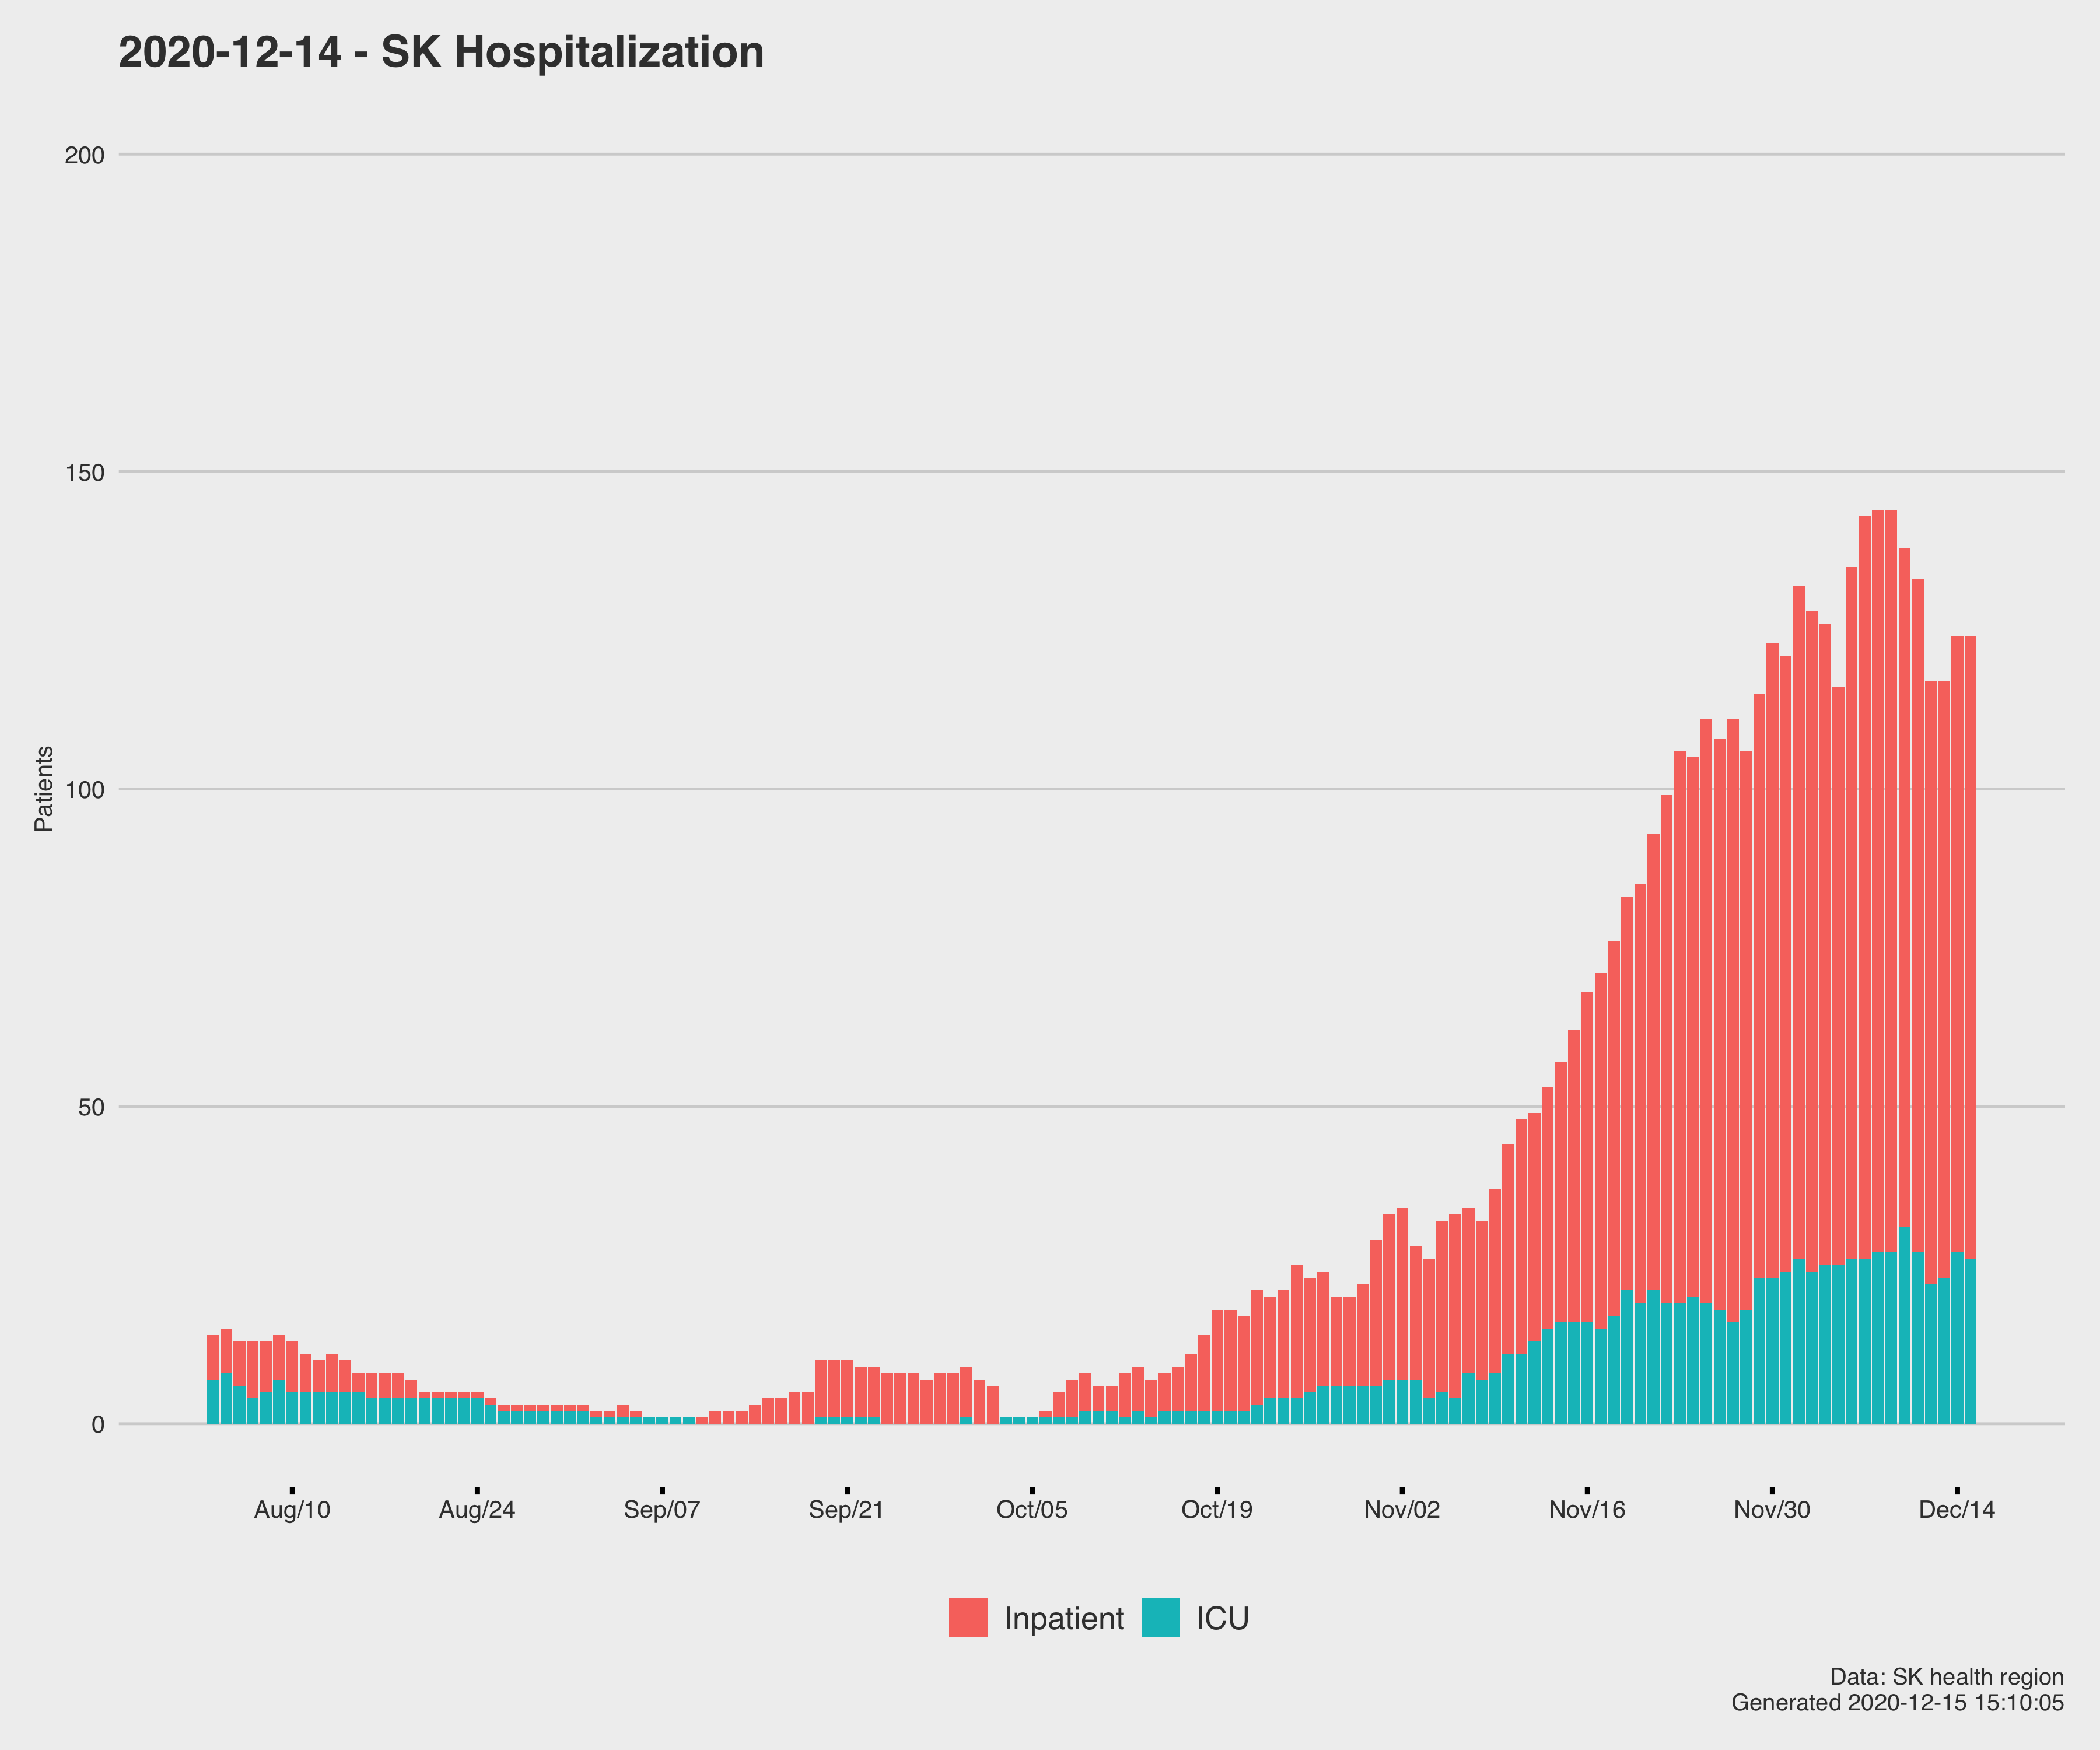 2020-12-14 - SK Hospitalization
200
150
100
50
0
Patients
Aug/10
Aug/24
Sep/07
Sep/21
Oct/05
Oct/19
Nov/02
Nov/16
Nov/30
Dec/14
Inpatient
ICU
Data: SK health region
Generated 2020-12-15 15:10:05